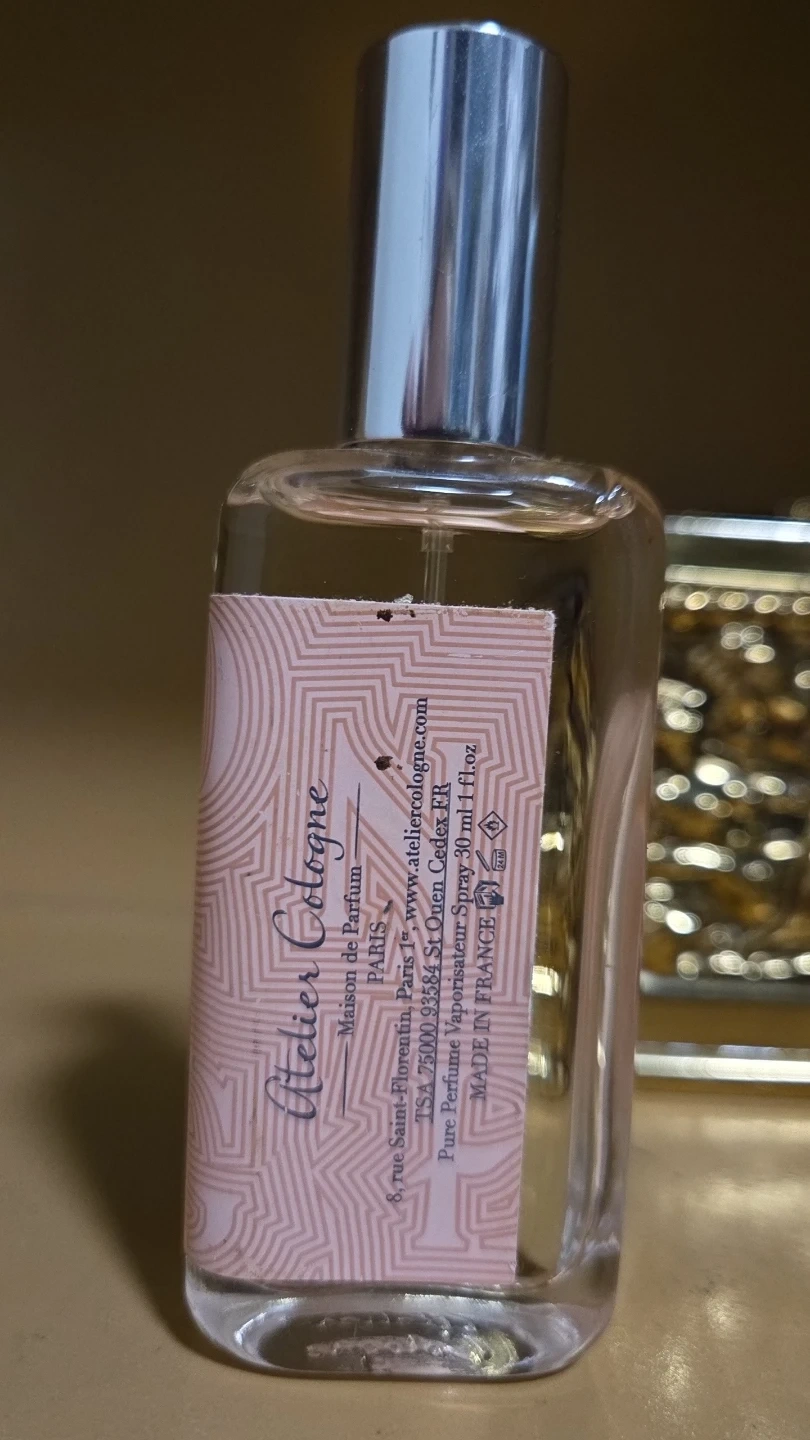 Atelier Cologne
Maison de Parfum
PARIS
8, rue Saint-Florentin, Paris 1er, www.ateliercologne.com
TSA 75000 93584 St Ouen Cedex FR
Pure Perfume Vaporisateur Spray 30 ml 1 fl.oz
MADE IN FRANCE 24M